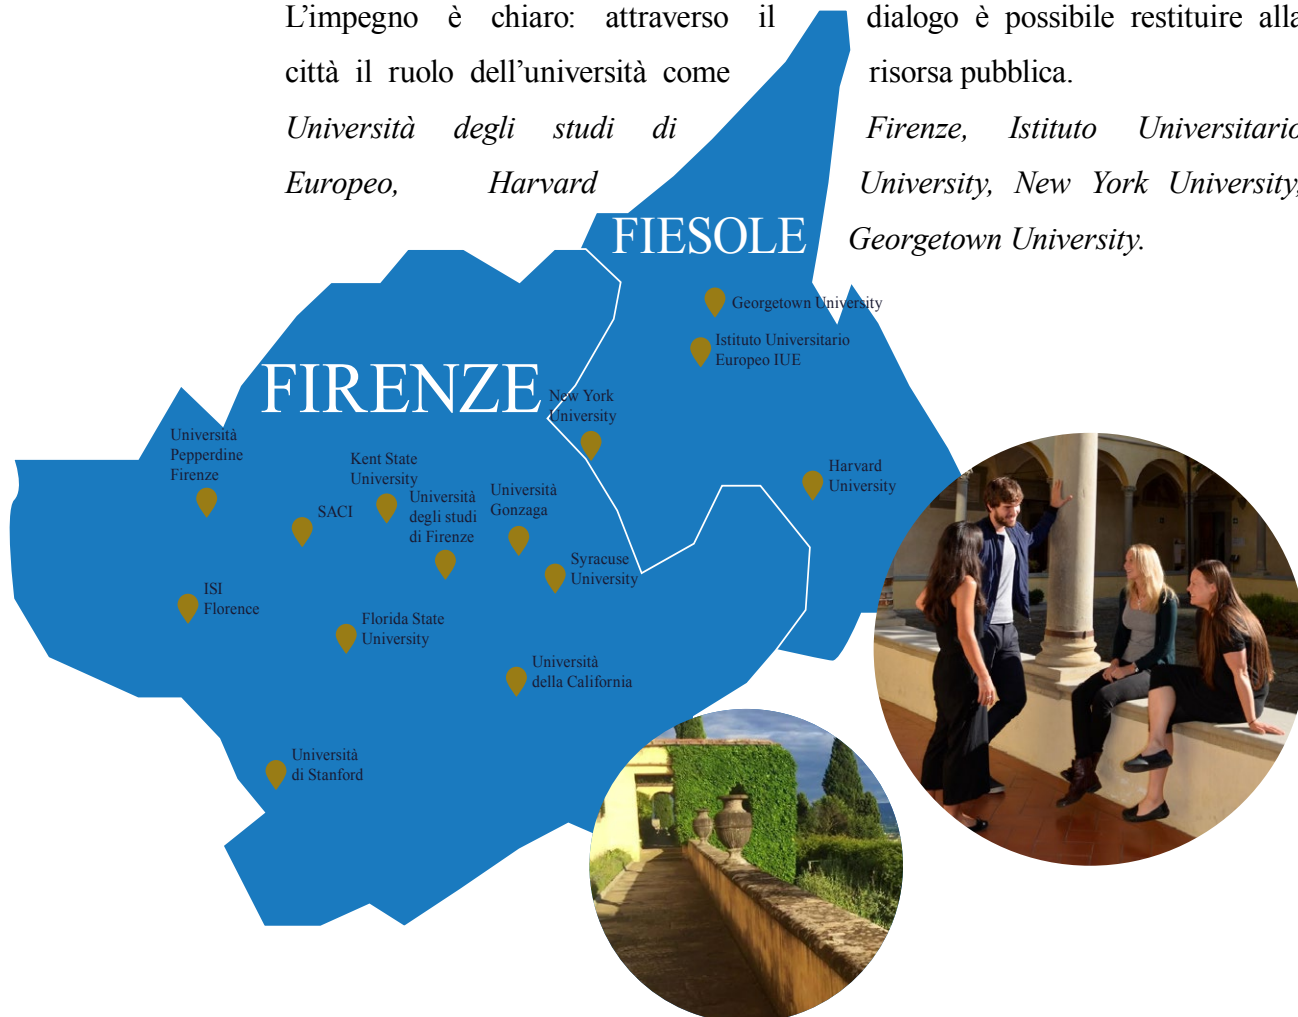 L’impegno è chiaro: attraverso il dialogo è possibile restituire alla
città il ruolo dell’università come risorsa pubblica.
Università degli studi di Firenze, Istituto Universitario
Europeo, Harvard University, New York University,
Georgetown University.
FIESOLE
Georgetown University
Istituto Universitario
Europeo IUE
FIRENZE
New York
University
Università
Pepperdine
Firenze
Kent State
University
SACI
Università
degli studi
di Firenze
Università
Gonzaga
Harvard
University
Syracuse
University
ISI
Florence
Florida State
University
Università
della California
Università
di Stanford